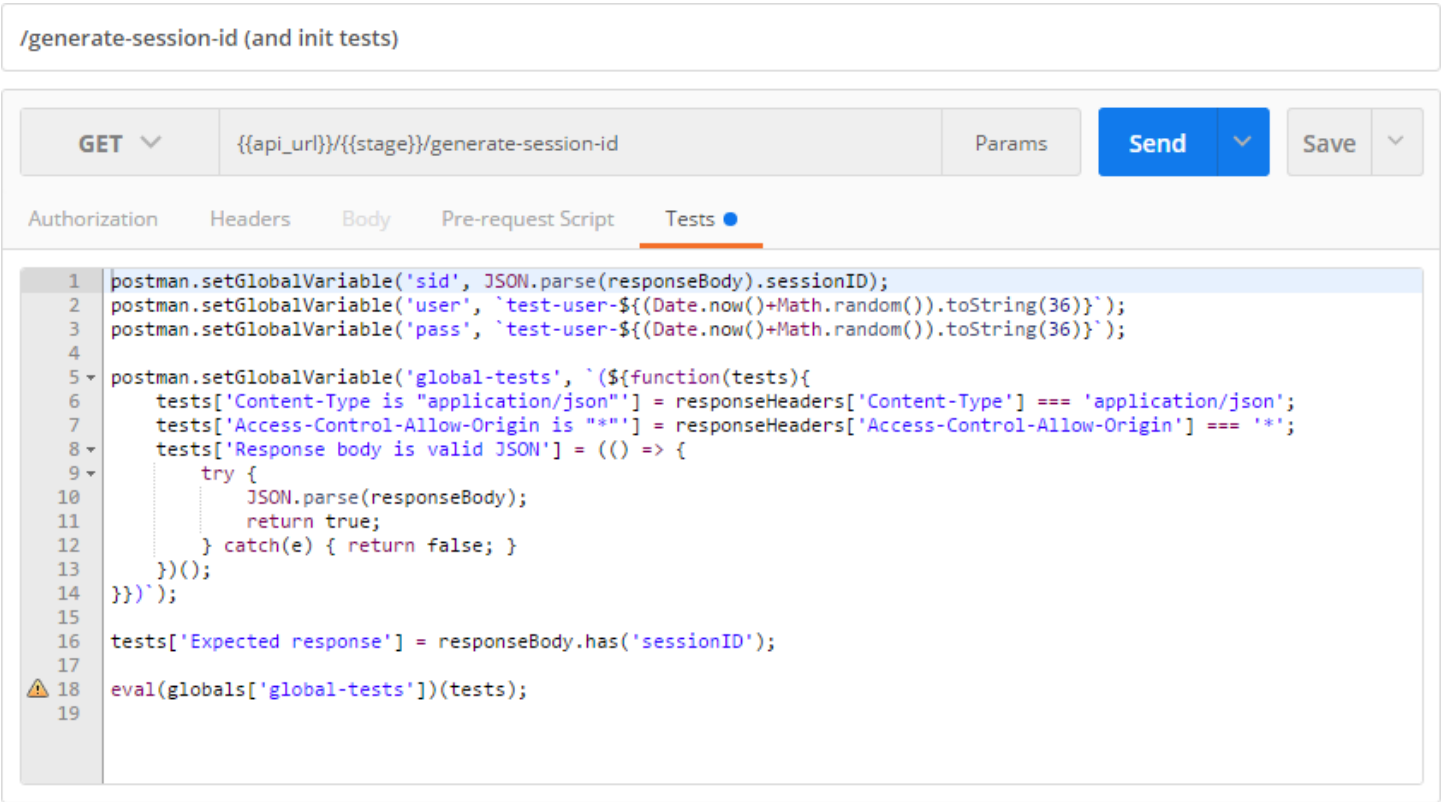 /generate-session-id (and init tests)
GET {{api_url}}/{{stage}}/generate-session-id Params Send Save
Authorization Headers Body Pre-request Script Tests
1 postman.setGlobalVariable('sid', JSON.parse(responseBody).sessionID);
2 postman.setGlobalVariable('user', `test-user-${(Date.now()+Math.random()).toString(36)}`);
3 postman.setGlobalVariable('pass', `test-user-${(Date.now()+Math.random()).toString(36)}`);
4
5 postman.setGlobalVariable('global-tests', `(${function(tests){
6     tests['Content-Type is "application/json"'] = responseHeaders['Content-Type'] === 'application/json';
7     tests['Access-Control-Allow-Origin is "*"'] = responseHeaders['Access-Control-Allow-Origin'] === '*';
8     tests['Response body is valid JSON'] = (() => {
9         try {
10             JSON.parse(responseBody);
11             return true;
12         } catch(e) { return false; }
13     })();
14 }})`);
15
16 tests['Expected response'] = responseBody.has('sessionID');
17
18 eval(globals['global-tests'])(tests);
19